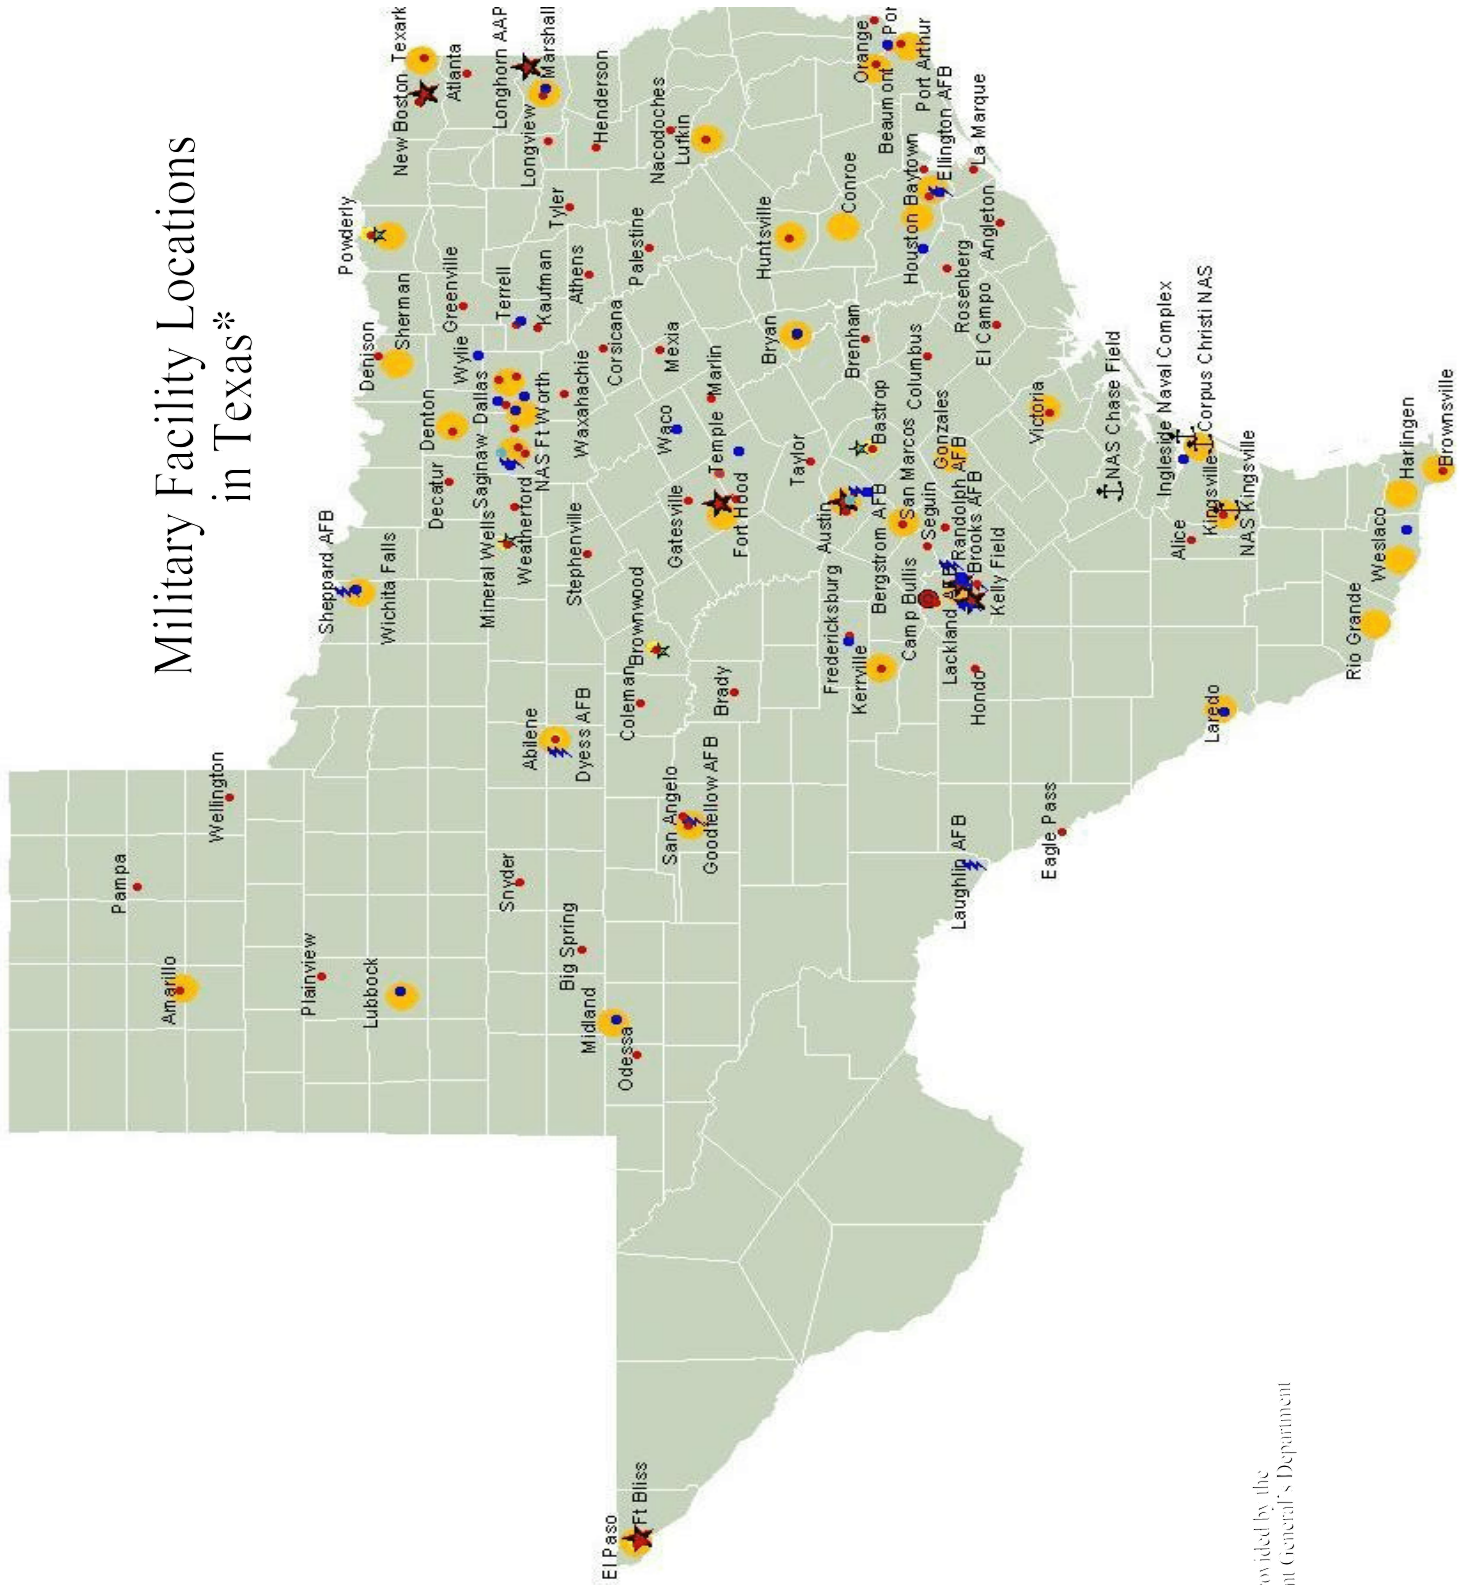 Military Facility Locations
in Texas*
Pampa
Wellington
Amarillo
Plainview
Lubbock
Sheppard AFB
Wichita Falls
Powderly
Denison
Sherman
New Boston
Texark
Atlanta
Longhorn AAP
Marshall
Longview
Henderson
Denton
Greenville
Wylie
Terrell
Kaufman
Tyler
Athens
Decatur
Saginaw
Dallas
NAS Ft Worth
Mineral Wells
Weatherford
Waxahachie
Corsicana
Palestine
Nacodoches
Lufkin
Stephenville
Abilene
Dyess AFB
Snyder
Big Spring
Midland
Odessa
El Paso
Ft Bliss
San Angelo
Goodfellow AFB
Coleman
Brownwood
Brady
Gatesville
Fort Hood
Temple
Waco
Mexia
Marlin
Taylor
Bryan
Huntsville
Conroe
Brenham
Orange
Por
Beaumont
Port Arthur
Houston
Baytown
Ellington AFB
La Marque
Angleton
Rosenberg
El Campo
Columbus
Bastrop
Austin
Bergstrom AFB
San Marcos
Gonzales
Seguin
Randolph AFB
Brooks AFB
Kelly Field
Lackland AFB
Camp Bullis
Fredericksburg
Kerrville
Hondo
Laughlin AFB
Eagle Pass
Victoria
NAS Chase Field
Ingleside Naval Complex
Corpus Christi NAS
Kingsville
NAS Kingsville
Alice
Laredo
Rio Grande
Weslaco
Harlingen
Brownsville
ovided by the
nt General's Department